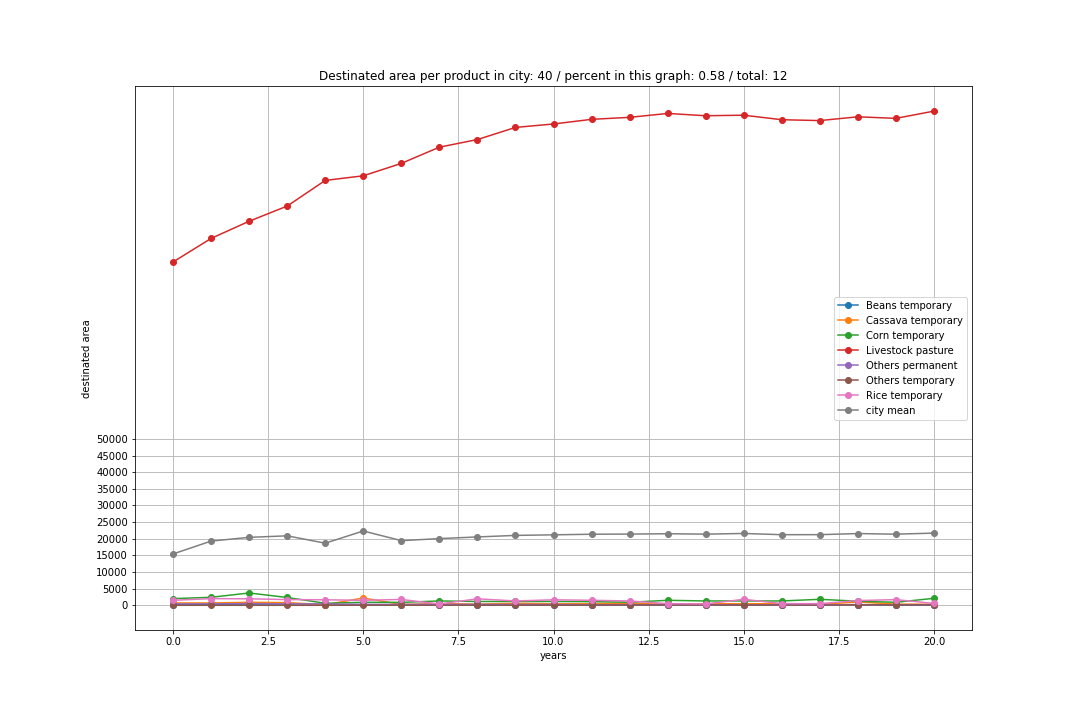 Destinated area per product in city: 40 / percent in this graph: 0.58 / total: 12
destinated area
50000
45000
40000
35000
30000
25000
20000
15000
10000
5000
0
Beans temporary
Cassava temporary
Corn temporary
Livestock pasture
Others permanent
Others temporary
Rice temporary
city mean
0.0 2.5 5.0 7.5 10.0 12.5 15.0 17.5 20.0
years